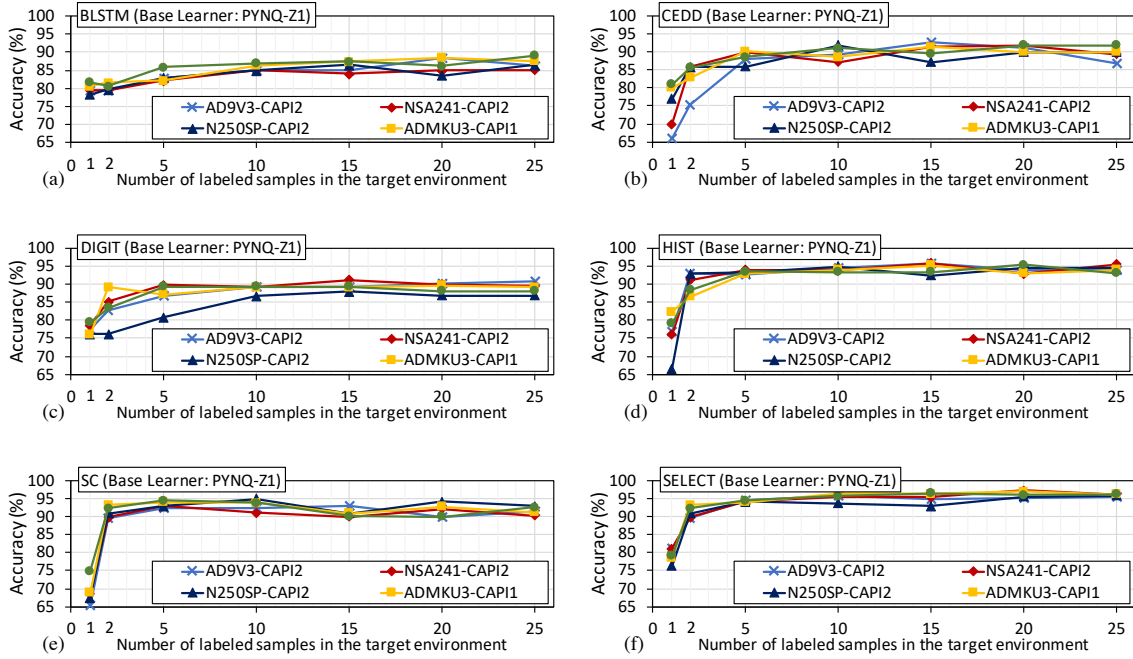 BLSTM (Base Learner: PYNQ-Z1)
Accuracy (%)
100
95
90
85
80
75
70
65
AD9V3-CAPI2
NSA241-CAPI2
N250SP-CAPI2
ADMKU3-CAPI1
0 1 2 5 10 15 20 25
(a)
Number of labeled samples in the target environment
CEDD (Base Learner: PYNQ-Z1)
Accuracy (%)
100
95
90
85
80
75
70
65
AD9V3-CAPI2
NSA241-CAPI2
N250SP-CAPI2
ADMKU3-CAPI1
0 1 2 5 10 15 20 25
(b)
Number of labeled samples in the target environment
DIGIT (Base Learner: PYNQ-Z1)
Accuracy (%)
100
95
90
85
80
75
70
65
AD9V3-CAPI2
NSA241-CAPI2
N250SP-CAPI2
ADMKU3-CAPI1
0 1 2 5 10 15 20 25
(c)
Number of labeled samples in the target environment
HIST (Base Learner: PYNQ-Z1)
Accuracy (%)
100
95
90
85
80
75
70
65
AD9V3-CAPI2
NSA241-CAPI2
N250SP-CAPI2
ADMKU3-CAPI1
0 1 2 5 10 15 20 25
(d)
Number of labeled samples in the target environment
SC (Base Learner: PYNQ-Z1)
Accuracy (%)
100
95
90
85
80
75
70
65
AD9V3-CAPI2
NSA241-CAPI2
N250SP-CAPI2
ADMKU3-CAPI1
0 1 2 5 10 15 20 25
(e)
Number of labeled samples in the target environment
SELECT (Base Learner: PYNQ-Z1)
Accuracy (%)
100
95
90
85
80
75
70
65
AD9V3-CAPI2
NSA241-CAPI2
N250SP-CAPI2
ADMKU3-CAPI1
0 1 2 5 10 15 20 25
(f)
Number of labeled samples in the target environment